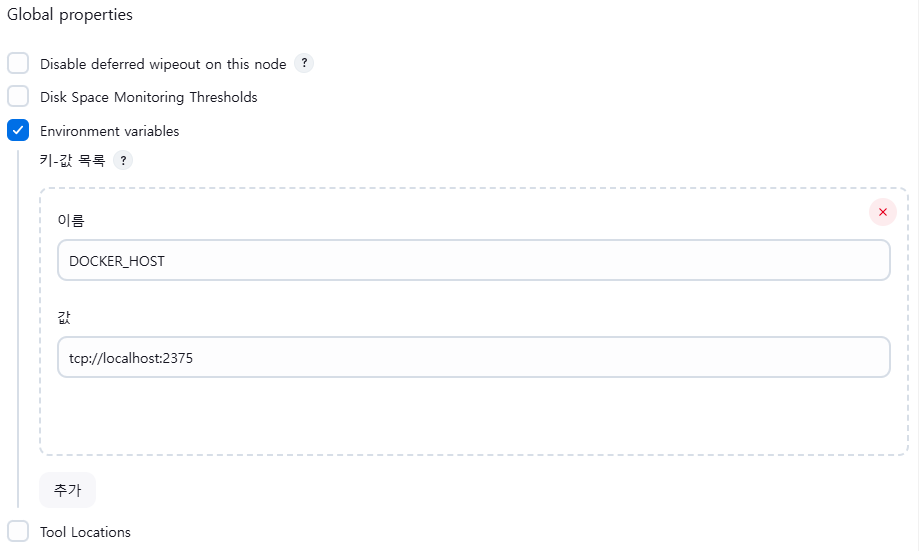 Global properties
Disable deferred wipeout on this node ?
Disk Space Monitoring Thresholds
Environment variables
키-값 목록 ?
이름
DOCKER_HOST
값
tcp://localhost:2375
추가
Tool Locations